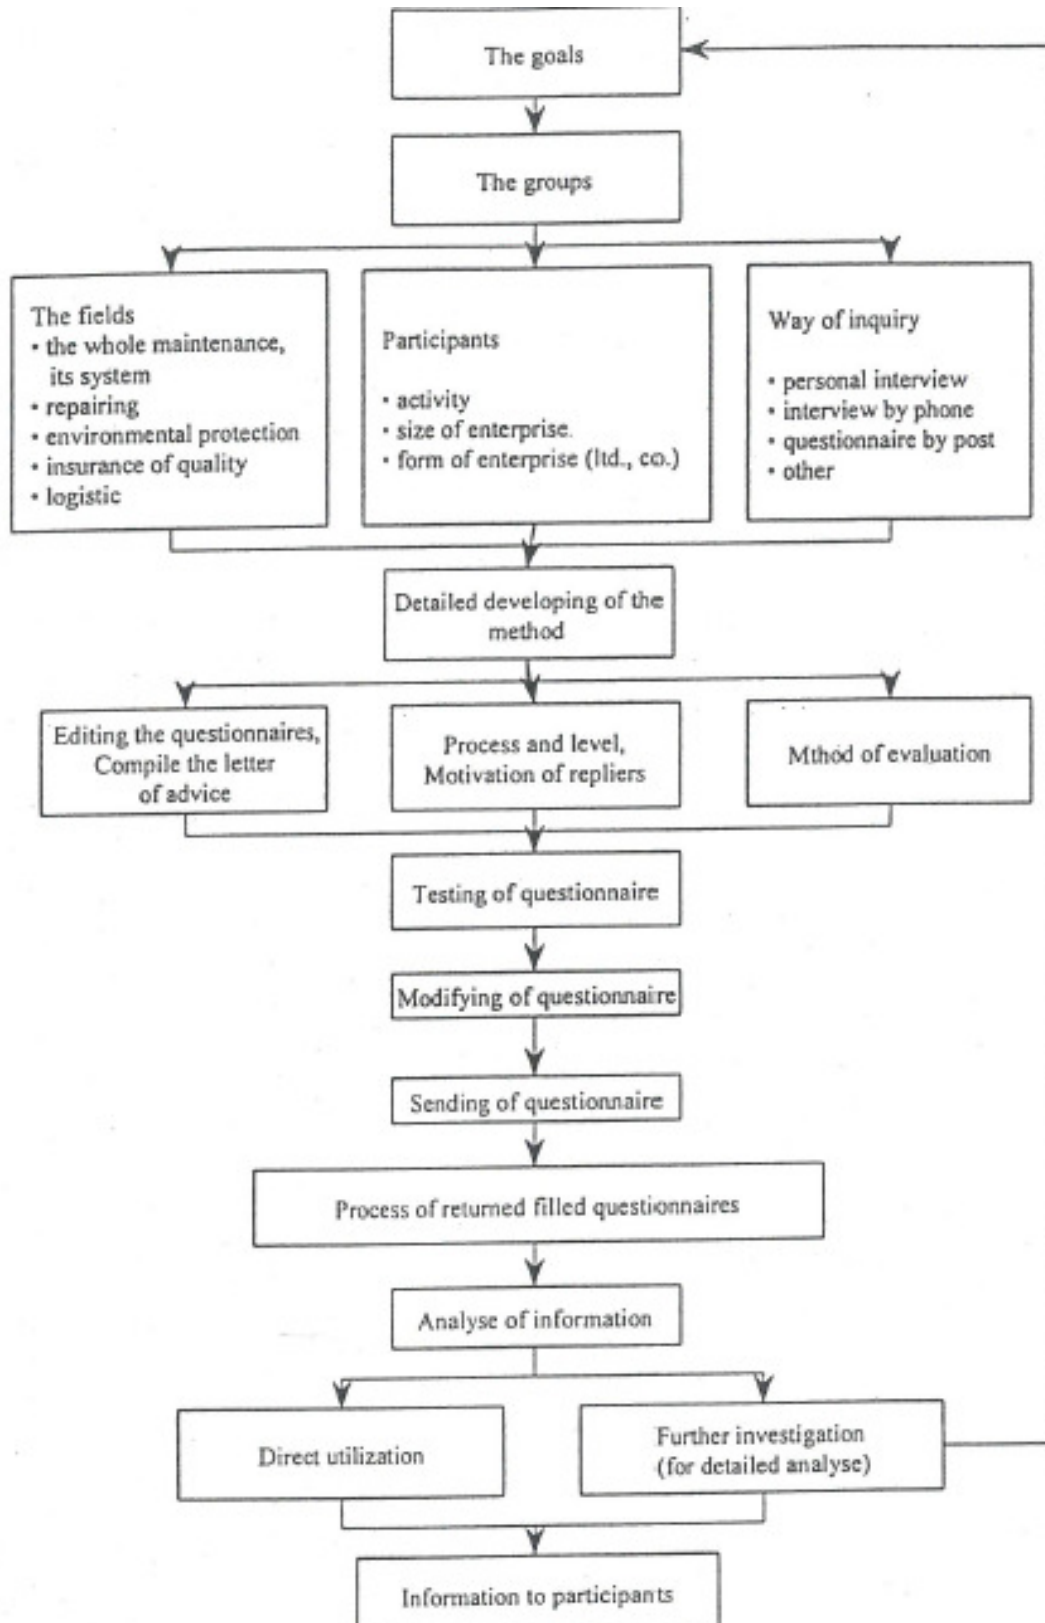 The goals
The groups
The fields
• the whole maintenance,
its system
• repairing
• environmental protection
• insurance of quality
• logistic
Participants
• activity
• size of enterprise.
• form of enterprise (ltd., co.)
Way of inquiry
• personal interview
• interview by phone
• questionnaire by post
• other
Detailed developing of the
method
Editing the questionnaires,
Compile the letter
of advice
Process and level,
Motivation of repliers
Mthod of evaluation
Testing of questionnaire
Modifying of questionnaire
Sending of questionnaire
Process of returned filled questionnaires
Analyse of information
Direct utilization
Further investigation
(for detailed analyse)
Information to participants